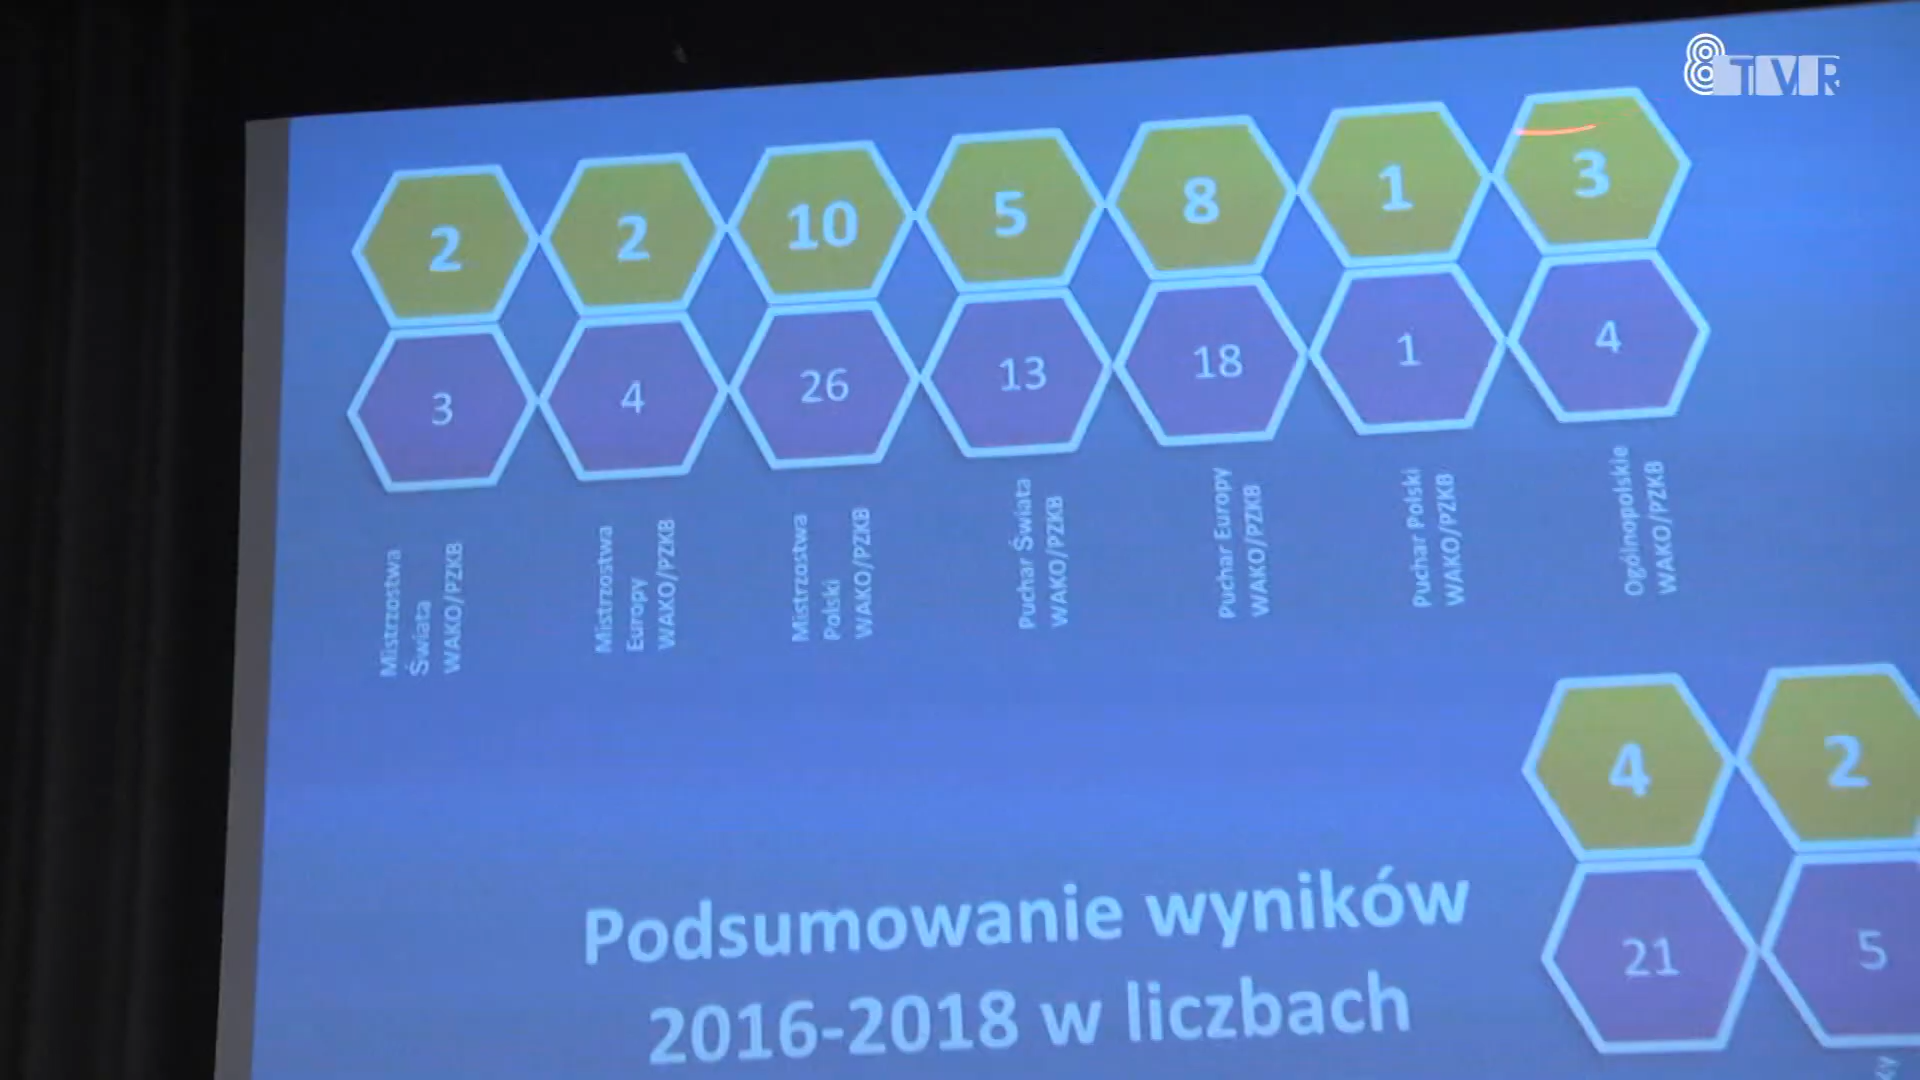 8TVR
2 2 10 5 8 1 3
3 4 26 13 18 1 4
Mistrzostwa
Świata
WAKO/PZKB
Mistrzostwa
Europy
WAKO/PZKB
Mistrzostwa
Polski
WAKO/PZKB
Puchar Świata
WAKO/PZKB
Puchar Europy
WAKO/PZKB
Puchar Polski
WAKO/PZKB
Ogólnopolskie
WAKO/PZKB
4 2
21 5
Podsumowanie wyników
2016-2018 w liczbach